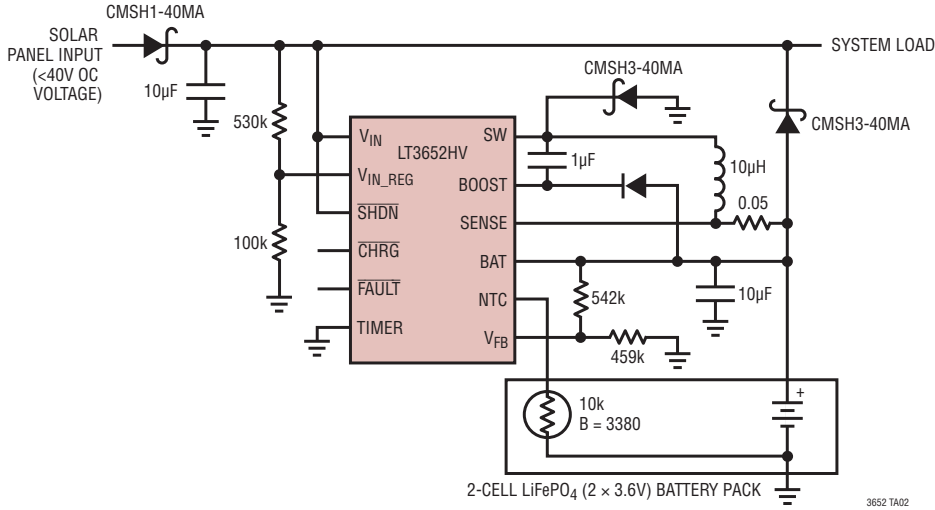 CMSH1-40MA
SOLAR
PANEL INPUT
(<40V OC
VOLTAGE)
SYSTEM LOAD
10µF
530k
100k
CMSH3-40MA
CMSH3-40MA
LT3652HV
VIN
VIN_REG
SHDN
CHRG
FAULT
TIMER
SW
BOOST
SENSE
BAT
NTC
VFB
1µF
10µH
0.05
10µF
542k
459k
10k
B = 3380
+
2-CELL LiFePO4 (2 × 3.6V) BATTERY PACK
3652 TA02